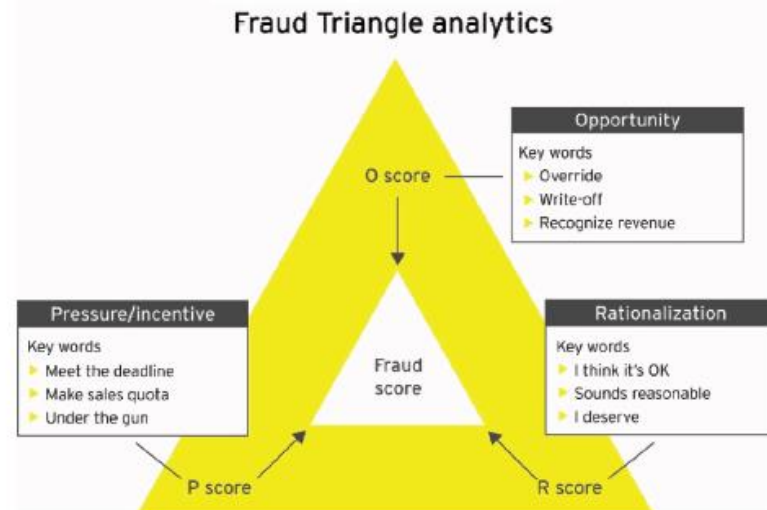 Fraud Triangle analytics
Opportunity
Key words
Override
Write-off
Recognize revenue
O score
Pressure/incentive
Key words
Meet the deadline
Make sales quota
Under the gun
Rationalization
Key words
I think it's OK
Sounds reasonable
I deserve
Fraud
score
P score
R score